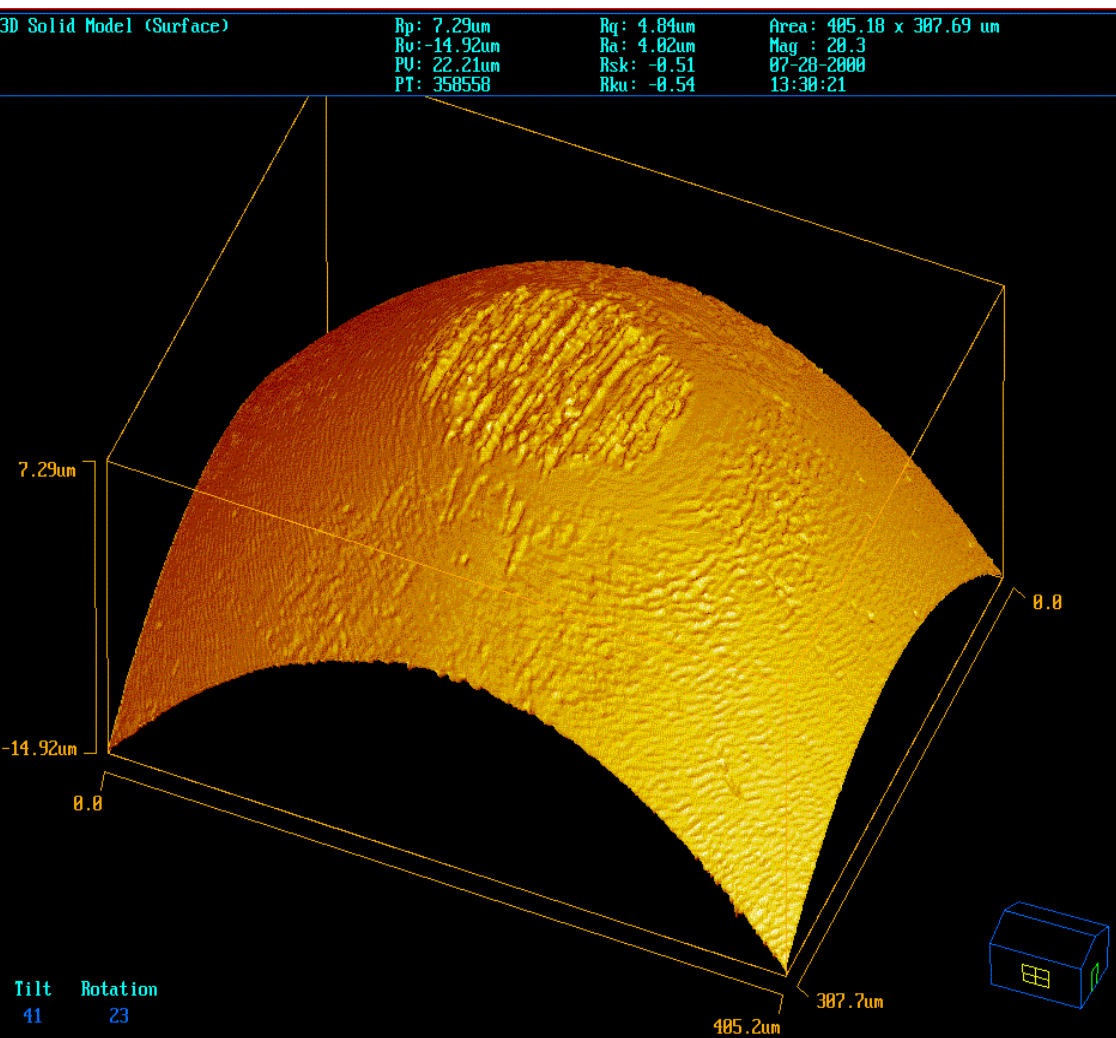 3D Solid Model (Surface)
Rp: 7.29um
Rv:-14.92um
PV: 22.21um
PT: 358558
Rq: 4.84um
Ra: 4.02um
Rsk: -0.51
Rku: -0.54
Area: 405.18 x 307.69 um
Mag : 20.3
07-28-2000
13:30:21
7.29um
-14.92um
0.0
0.0
307.7um
405.2um
Tilt Rotation
41 23